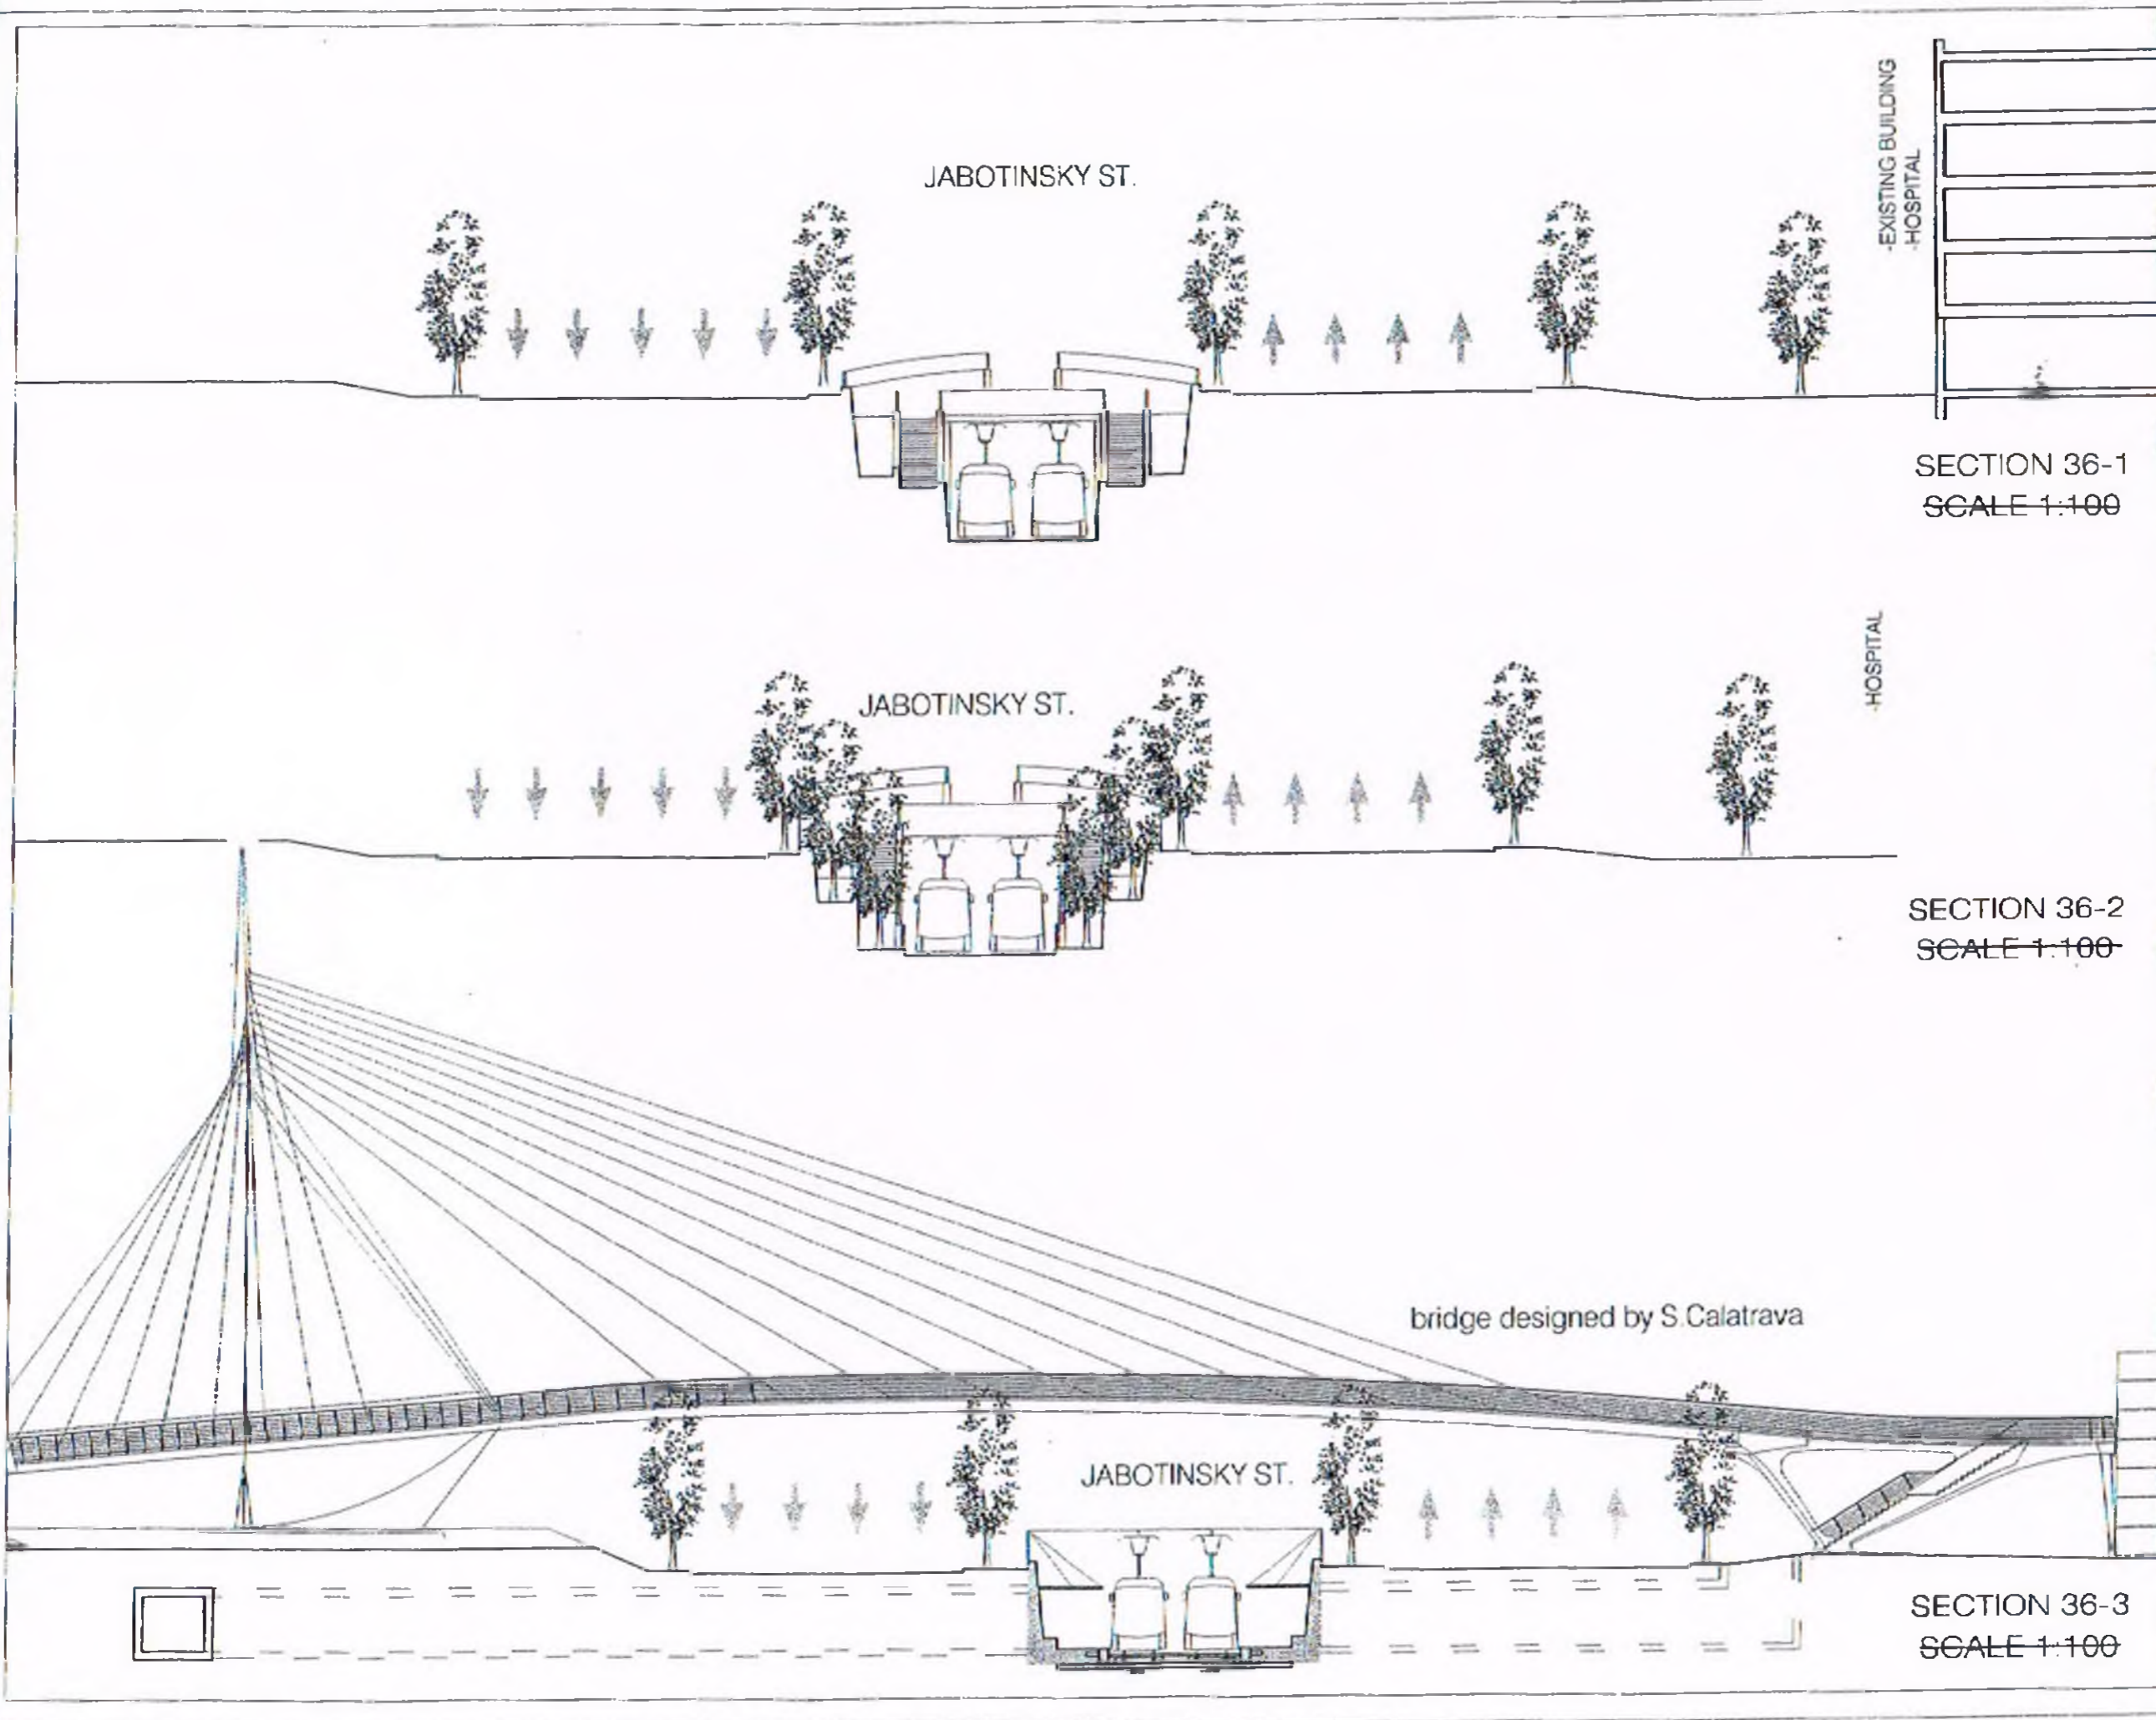 JABOTINSKY ST.
-EXISTING BUILDING
-HOSPITAL
SECTION 36-1
SCALE 1:100
JABOTINSKY ST.
-HOSPITAL
SECTION 36-2
SCALE 1:100
bridge designed by S.Calatrava
JABOTINSKY ST.
SECTION 36-3
SCALE 1:100